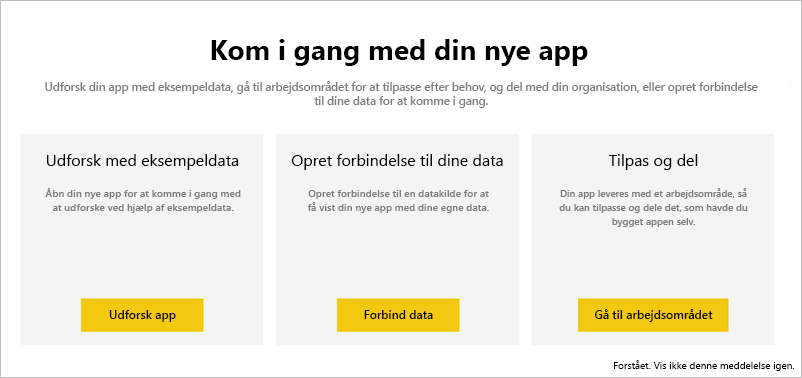 Kom i gang med din nye app
Udforsk din app med eksempeldata, gå til arbejdsområdet for at tilpasse efter behov, og del med din organisation, eller opret forbindelse
til dine data for at komme i gang.
Udforsk med eksempeldata
Åbn din nye app for at komme i gang med
at udforske ved hjælp af eksempeldata.
Udforsk app
Opret forbindelse til dine data
Opret forbindelse til en datakilde for at
få vist din nye app med dine egne data.
Forbind data
Tilpas og del
Din app leveres med et arbejdsområde, så
du kan tilpasse og dele det, som havde du
bygget appen selv.
Gå til arbejdsområdet
Forstået. Vis ikke denne meddelelse igen.